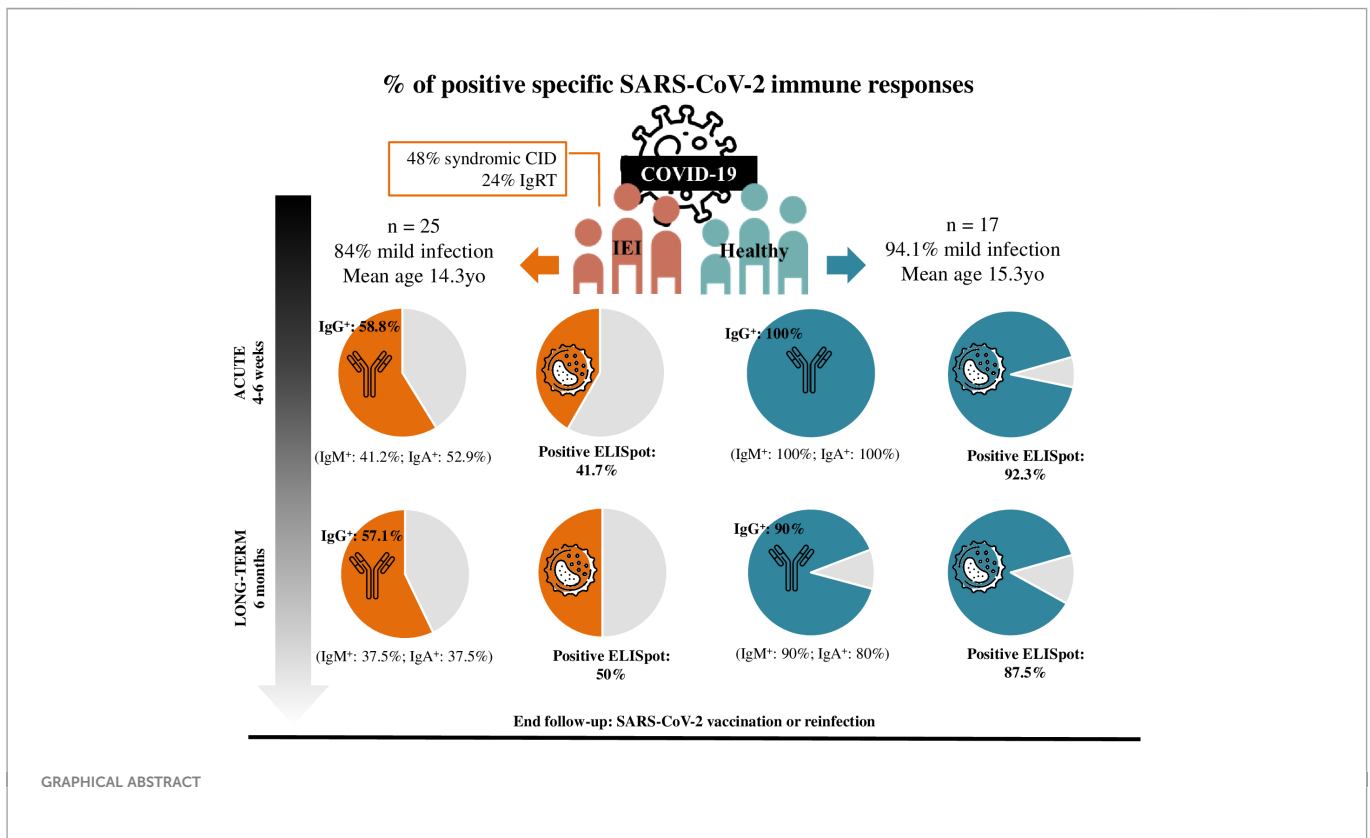 % of positive specific SARS-CoV-2 immune responses
48% syndromic CID
24% IgRT
COVID-19
n = 25
84% mild infection
Mean age 14.3yo
IEI
Healthy
n = 17
94.1% mild infection
Mean age 15.3yo
ACUTE
4-6 weeks
IgG⁺: 58.8%
(IgM⁺: 41.2%; IgA⁺: 52.9%)
Positive ELISpot:
41.7%
IgG⁺: 100%
(IgM⁺: 100%; IgA⁺: 100%)
Positive ELISpot:
92.3%
LONG-TERM
6 months
IgG⁺: 57.1%
(IgM⁺: 37.5%; IgA⁺: 37.5%)
Positive ELISpot:
50%
IgG⁺: 90%
(IgM⁺: 90%; IgA⁺: 80%)
Positive ELISpot:
87.5%
End follow-up: SARS-CoV-2 vaccination or reinfection
GRAPHICAL ABSTRACT